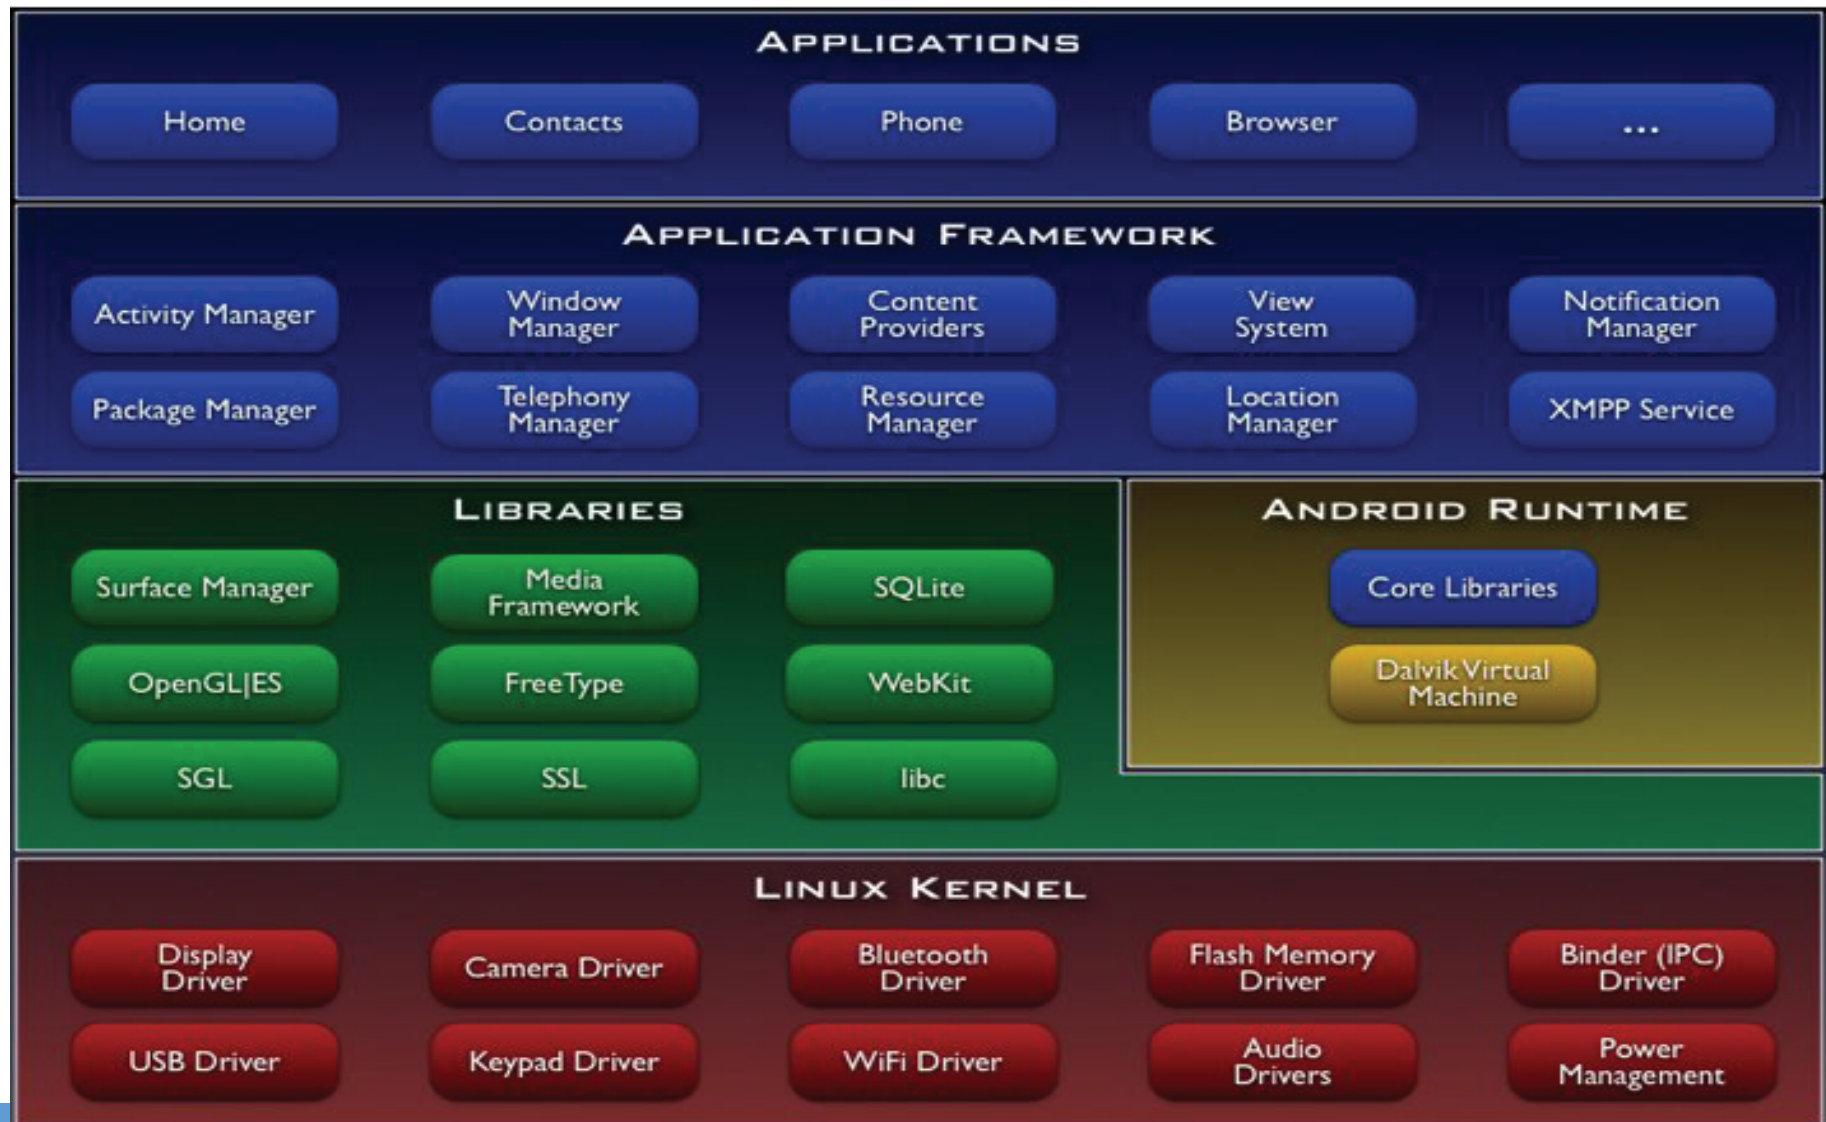 APPLICATIONS
Home
Contacts
Phone
Browser
...
APPLICATION FRAMEWORK
Activity Manager
Window
Manager
Content
Providers
View
System
Notification
Manager
Package Manager
Telephony
Manager
Resource
Manager
Location
Manager
XMPP Service
LIBRARIES
Surface Manager
Media
Framework
SQLite
OpenGL|ES
FreeType
WebKit
SGL
SSL
libc
ANDROID RUNTIME
Core Libraries
Dalvik Virtual
Machine
LINUX KERNEL
Display
Driver
Camera Driver
Bluetooth
Driver
Flash Memory
Driver
Binder (IPC)
Driver
USB Driver
Keypad Driver
WiFi Driver
Audio
Drivers
Power
Management